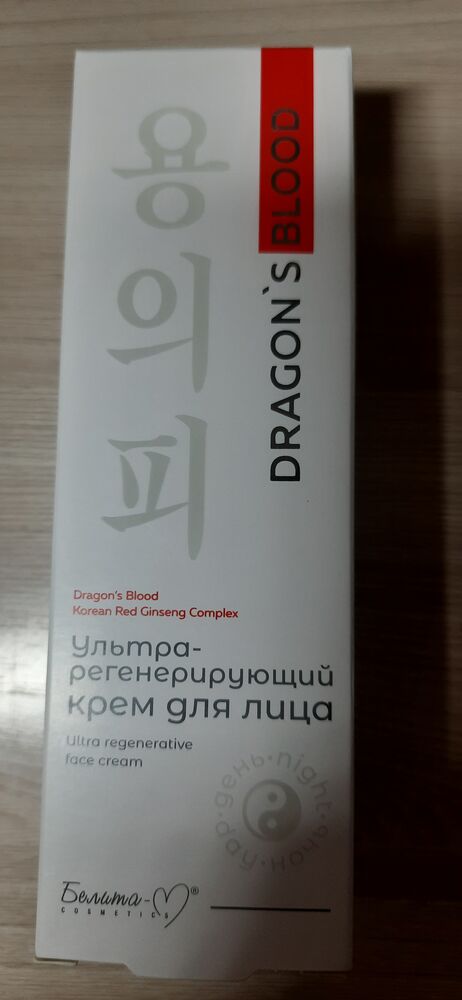 용의피
DRAGON`S BLOOD
Dragon's Blood
Korean Red Ginseng Complex
Ультра-
регенерирующий
крем для лица
Ultra regenerative
face cream
день·night·ночь·day·
Белита-М®
COSMETICS